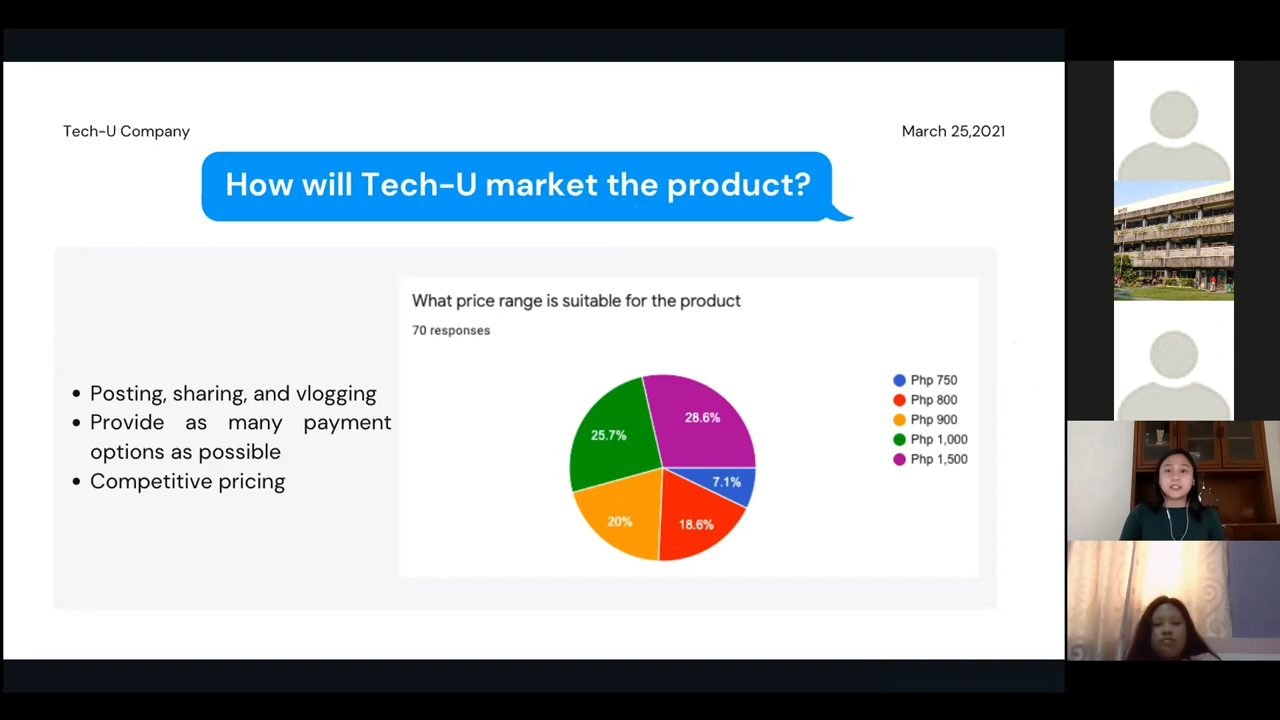 Tech-U Company
March 25,2021
How will Tech-U market the product?
What price range is suitable for the product
70 responses
• Posting, sharing, and vlogging
• Provide as many payment
options as possible
• Competitive pricing
28.6%
25.7%
7.1%
20%
18.6%
Php 750
Php 800
Php 900
Php 1,000
Php 1,500